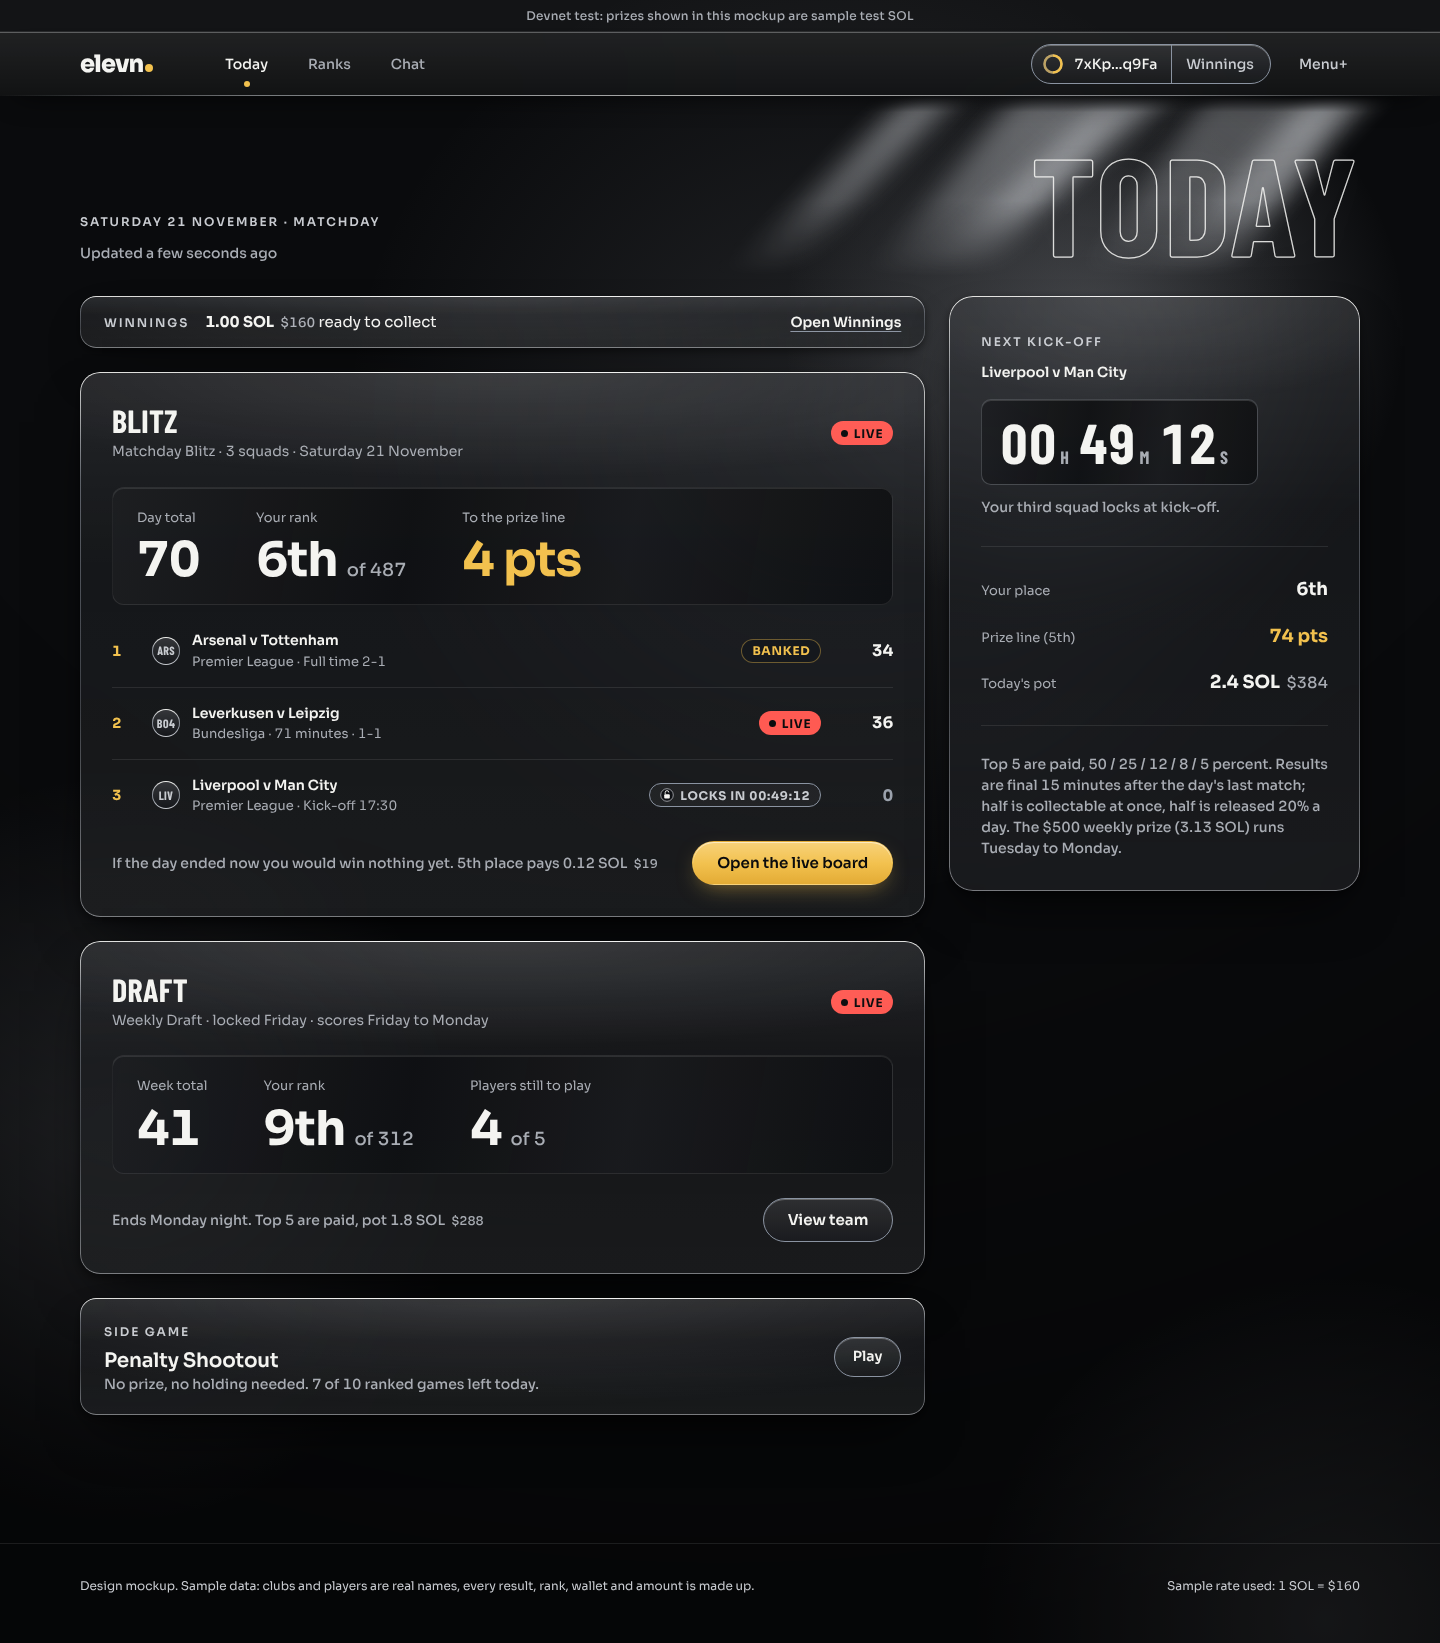 Devnet test: prizes shown in this mockup are sample test SOL
elevn.
Today
Ranks
Chat
7xKp...q9Fa
Winnings
Menu+
TODAY
SATURDAY 21 NOVEMBER · MATCHDAY
Updated a few seconds ago
WINNINGS 1.00 SOL $160 ready to collect
Open Winnings
BLITZ
Matchday Blitz · 3 squads · Saturday 21 November
LIVE
Day total
70
Your rank
6th of 487
To the prize line
4 pts
1
ARS
Arsenal v Tottenham
Premier League · Full time 2-1
BANKED
34
2
B04
Leverkusen v Leipzig
Bundesliga · 71 minutes · 1-1
LIVE
36
3
LIV
Liverpool v Man City
Premier League · Kick-off 17:30
LOCKS IN 00:49:12
0
If the day ended now you would win nothing yet. 5th place pays 0.12 SOL $19
Open the live board
NEXT KICK-OFF
Liverpool v Man City
00 H 49 M 12 S
Your third squad locks at kick-off.
Your place 6th
Prize line (5th) 74 pts
Today's pot 2.4 SOL $384
Top 5 are paid, 50 / 25 / 12 / 8 / 5 percent. Results
are final 15 minutes after the day's last match;
half is collectable at once, half is released 20% a
day. The $500 weekly prize (3.13 SOL) runs
Tuesday to Monday.
DRAFT
Weekly Draft · locked Friday · scores Friday to Monday
LIVE
Week total
41
Your rank
9th of 312
Players still to play
4 of 5
Ends Monday night. Top 5 are paid, pot 1.8 SOL $288
View team
SIDE GAME
Penalty Shootout
No prize, no holding needed. 7 of 10 ranked games left today.
Play
Design mockup. Sample data: clubs and players are real names, every result, rank, wallet and amount is made up.
Sample rate used: 1 SOL = $160